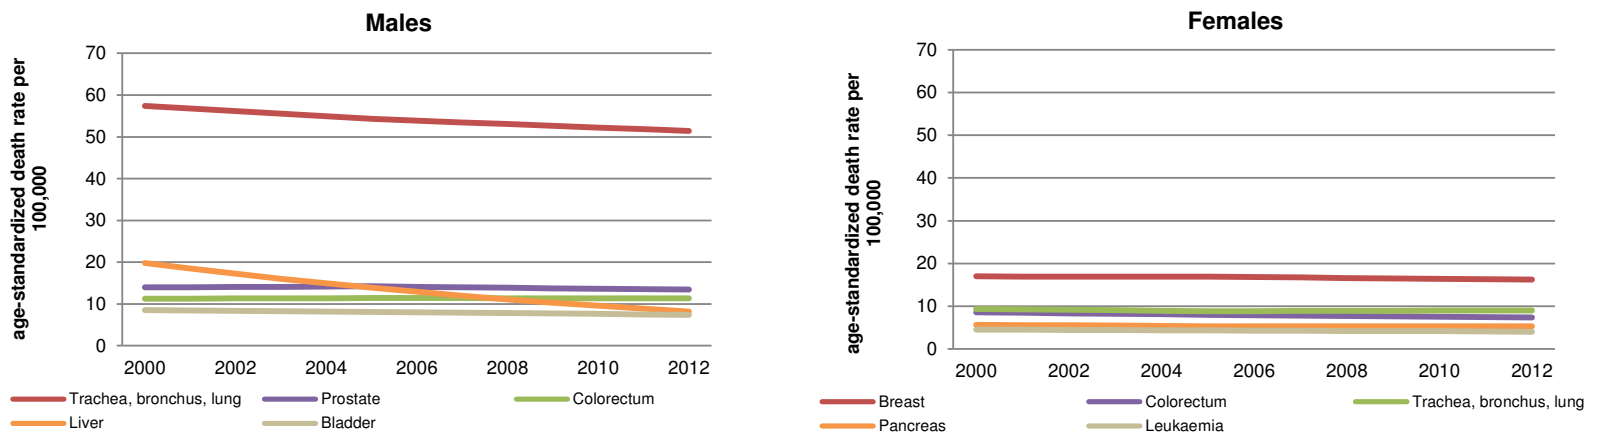 Males
age-standardized death rate per
100,000
70
60
50
40
30
20
10
0
2000 2002 2004 2006 2008 2010 2012
Trachea, bronchus, lung Prostate Colorectum
Liver Bladder
Females
age-standardized death rate per
100,000
70
60
50
40
30
20
10
0
2000 2002 2004 2006 2008 2010 2012
Breast Colorectum Trachea, bronchus, lung
Pancreas Leukaemia